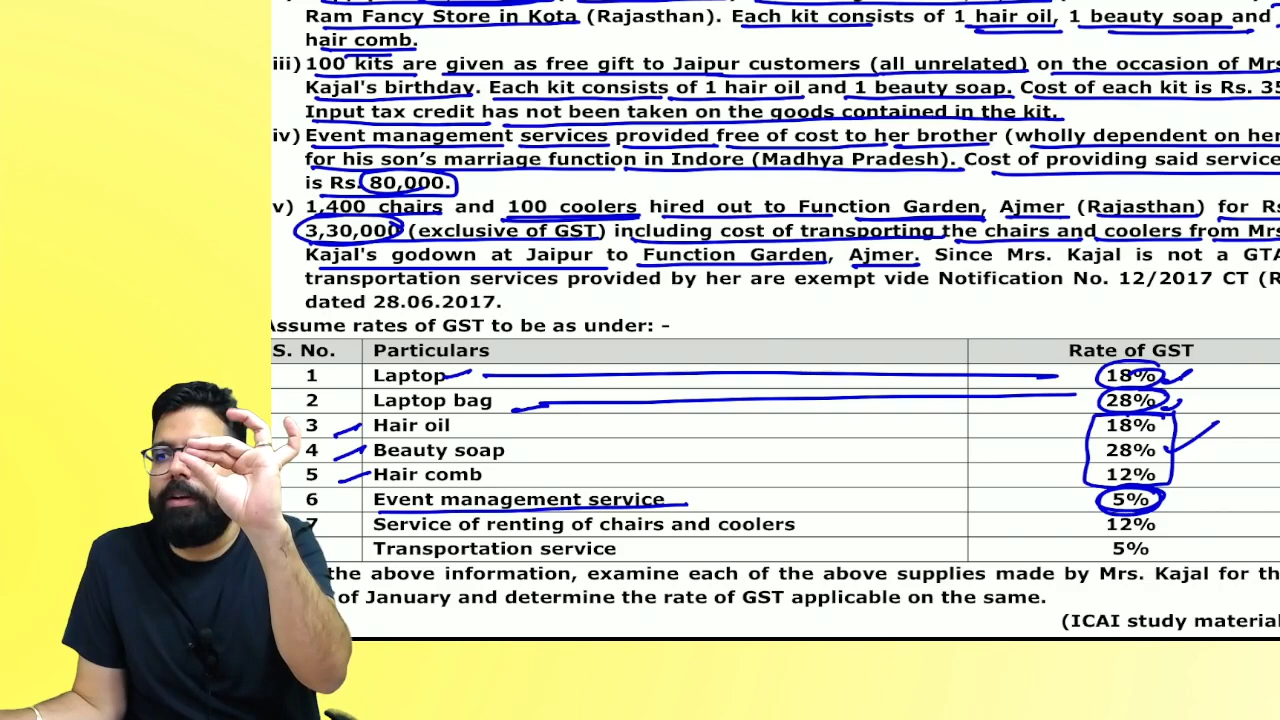 Ram Fancy Store in Kota (Rajasthan). Each kit consists of 1 hair oil, 1 beauty soap and
hair comb.
iii) 100 kits are given as free gift to Jaipur customers (all unrelated) on the occasion of Mrs
Kajal's birthday. Each kit consists of 1 hair oil and 1 beauty soap. Cost of each kit is Rs. 35
Input tax credit has not been taken on the goods contained in the kit.
iv) Event management services provided free of cost to her brother (wholly dependent on her
for his son's marriage function in Indore (Madhya Pradesh). Cost of providing said service
is Rs. 80,000.
v) 1,400 chairs and 100 coolers hired out to Function Garden, Ajmer (Rajasthan) for Rs
3,30,000 (exclusive of GST) including cost of transporting the chairs and coolers from Mrs
Kajal's godown at Jaipur to Function Garden, Ajmer. Since Mrs. Kajal is not a GTA
transportation services provided by her are exempt vide Notification No. 12/2017 CT (R
dated 28.06.2017.
Assume rates of GST to be as under: -
S. No. Particulars Rate of GST
1 Laptop 18%
2 Laptop bag 28%
3 Hair oil 18%
4 Beauty soap 28%
5 Hair comb 12%
6 Event management service 5%
7 Service of renting of chairs and coolers 12%
Transportation service 5%
the above information, examine each of the above supplies made by Mrs. Kajal for th
of January and determine the rate of GST applicable on the same.
(ICAI study material